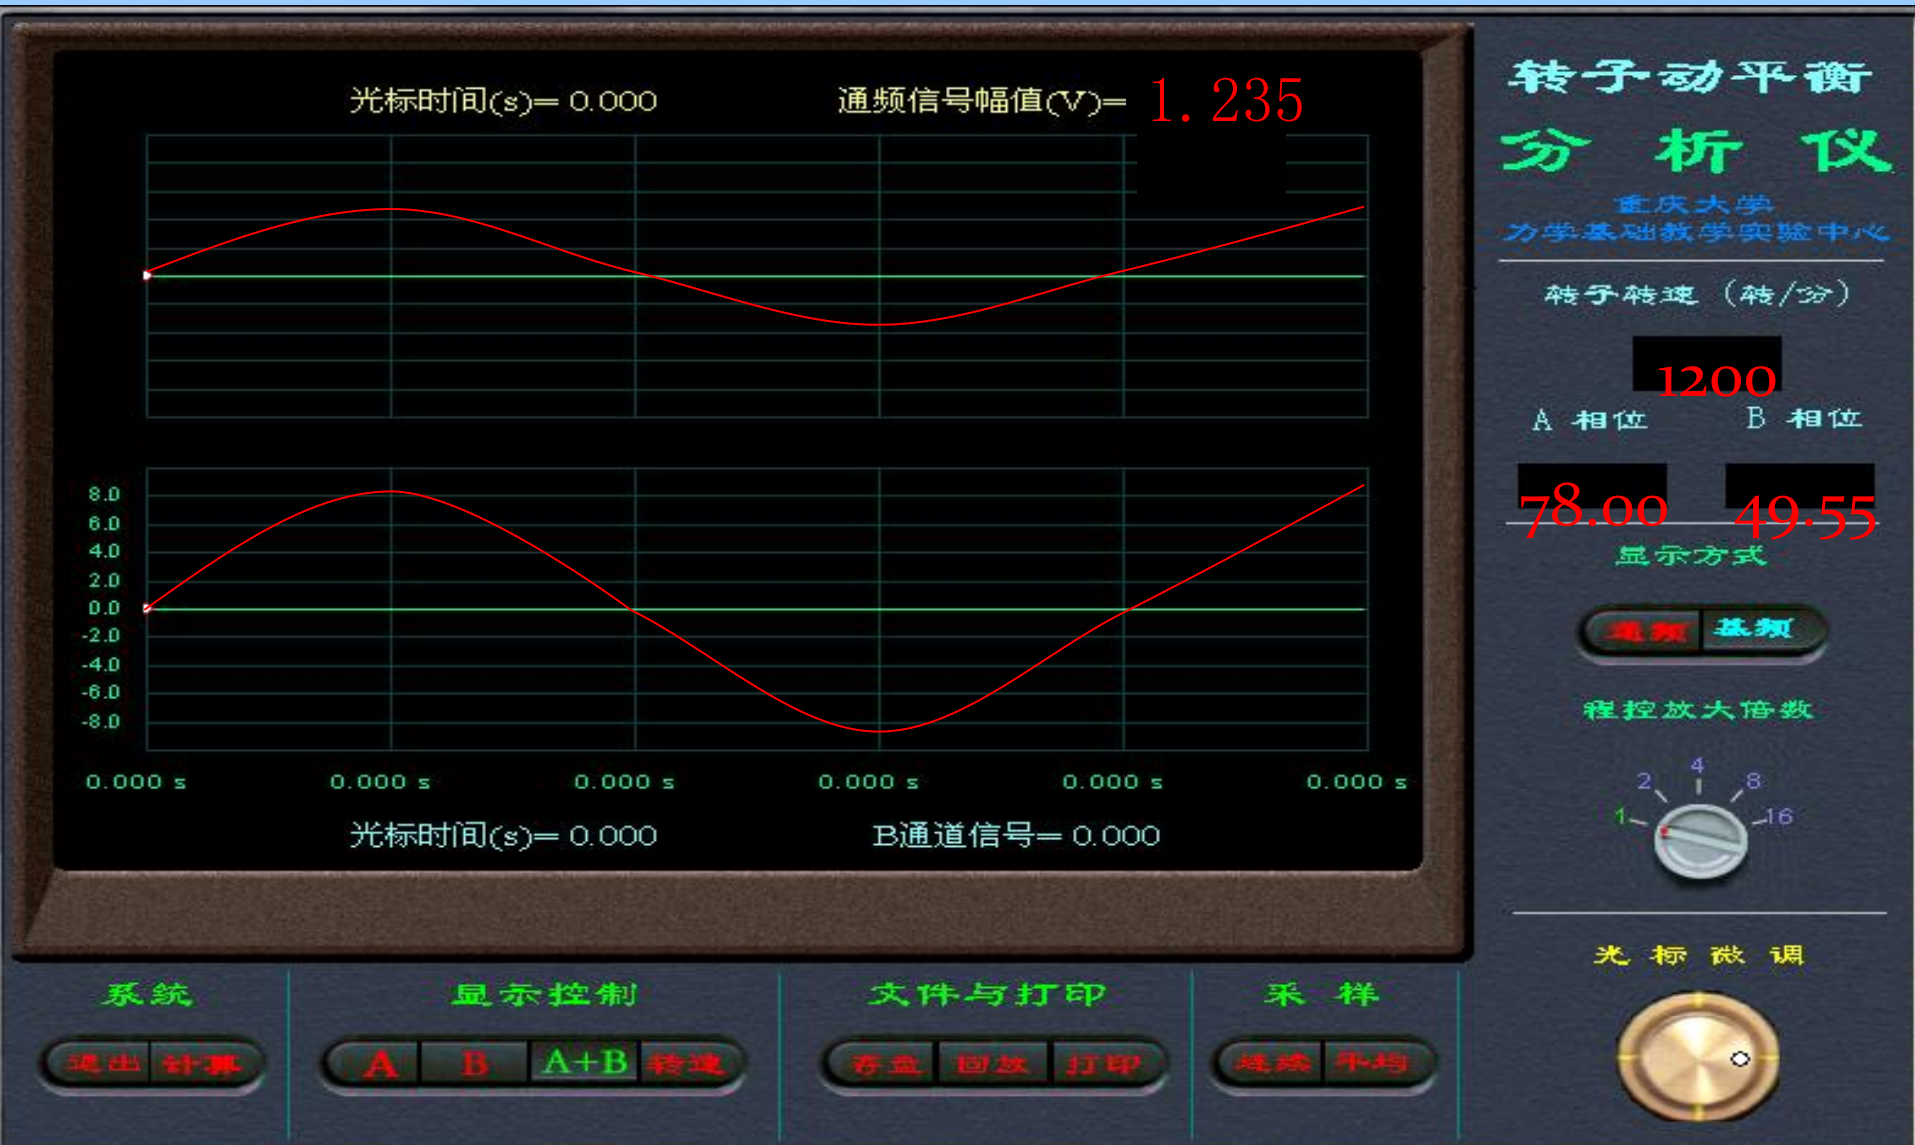 光标时间(s)= 0.000
通频信号幅值(V)= 1.235
8.0
6.0
4.0
2.0
0.0
-2.0
-4.0
-6.0
-8.0
0.000 s 0.000 s 0.000 s 0.000 s 0.000 s 0.000 s
光标时间(s)= 0.000
B通道信号= 0.000
转子动平衡
分析仪
重庆大学
力学基础教学实验中心
转子转速（转/分）
1200
A 相位 B 相位
78.00 49.55
显示方式
通频 基频
程控放大倍数
1 2 4 8 16
光标微调
系统 显示控制 文件与打印 采样
退出 计算 A B A+B 转速 存盘 回放 打印 连续 平均